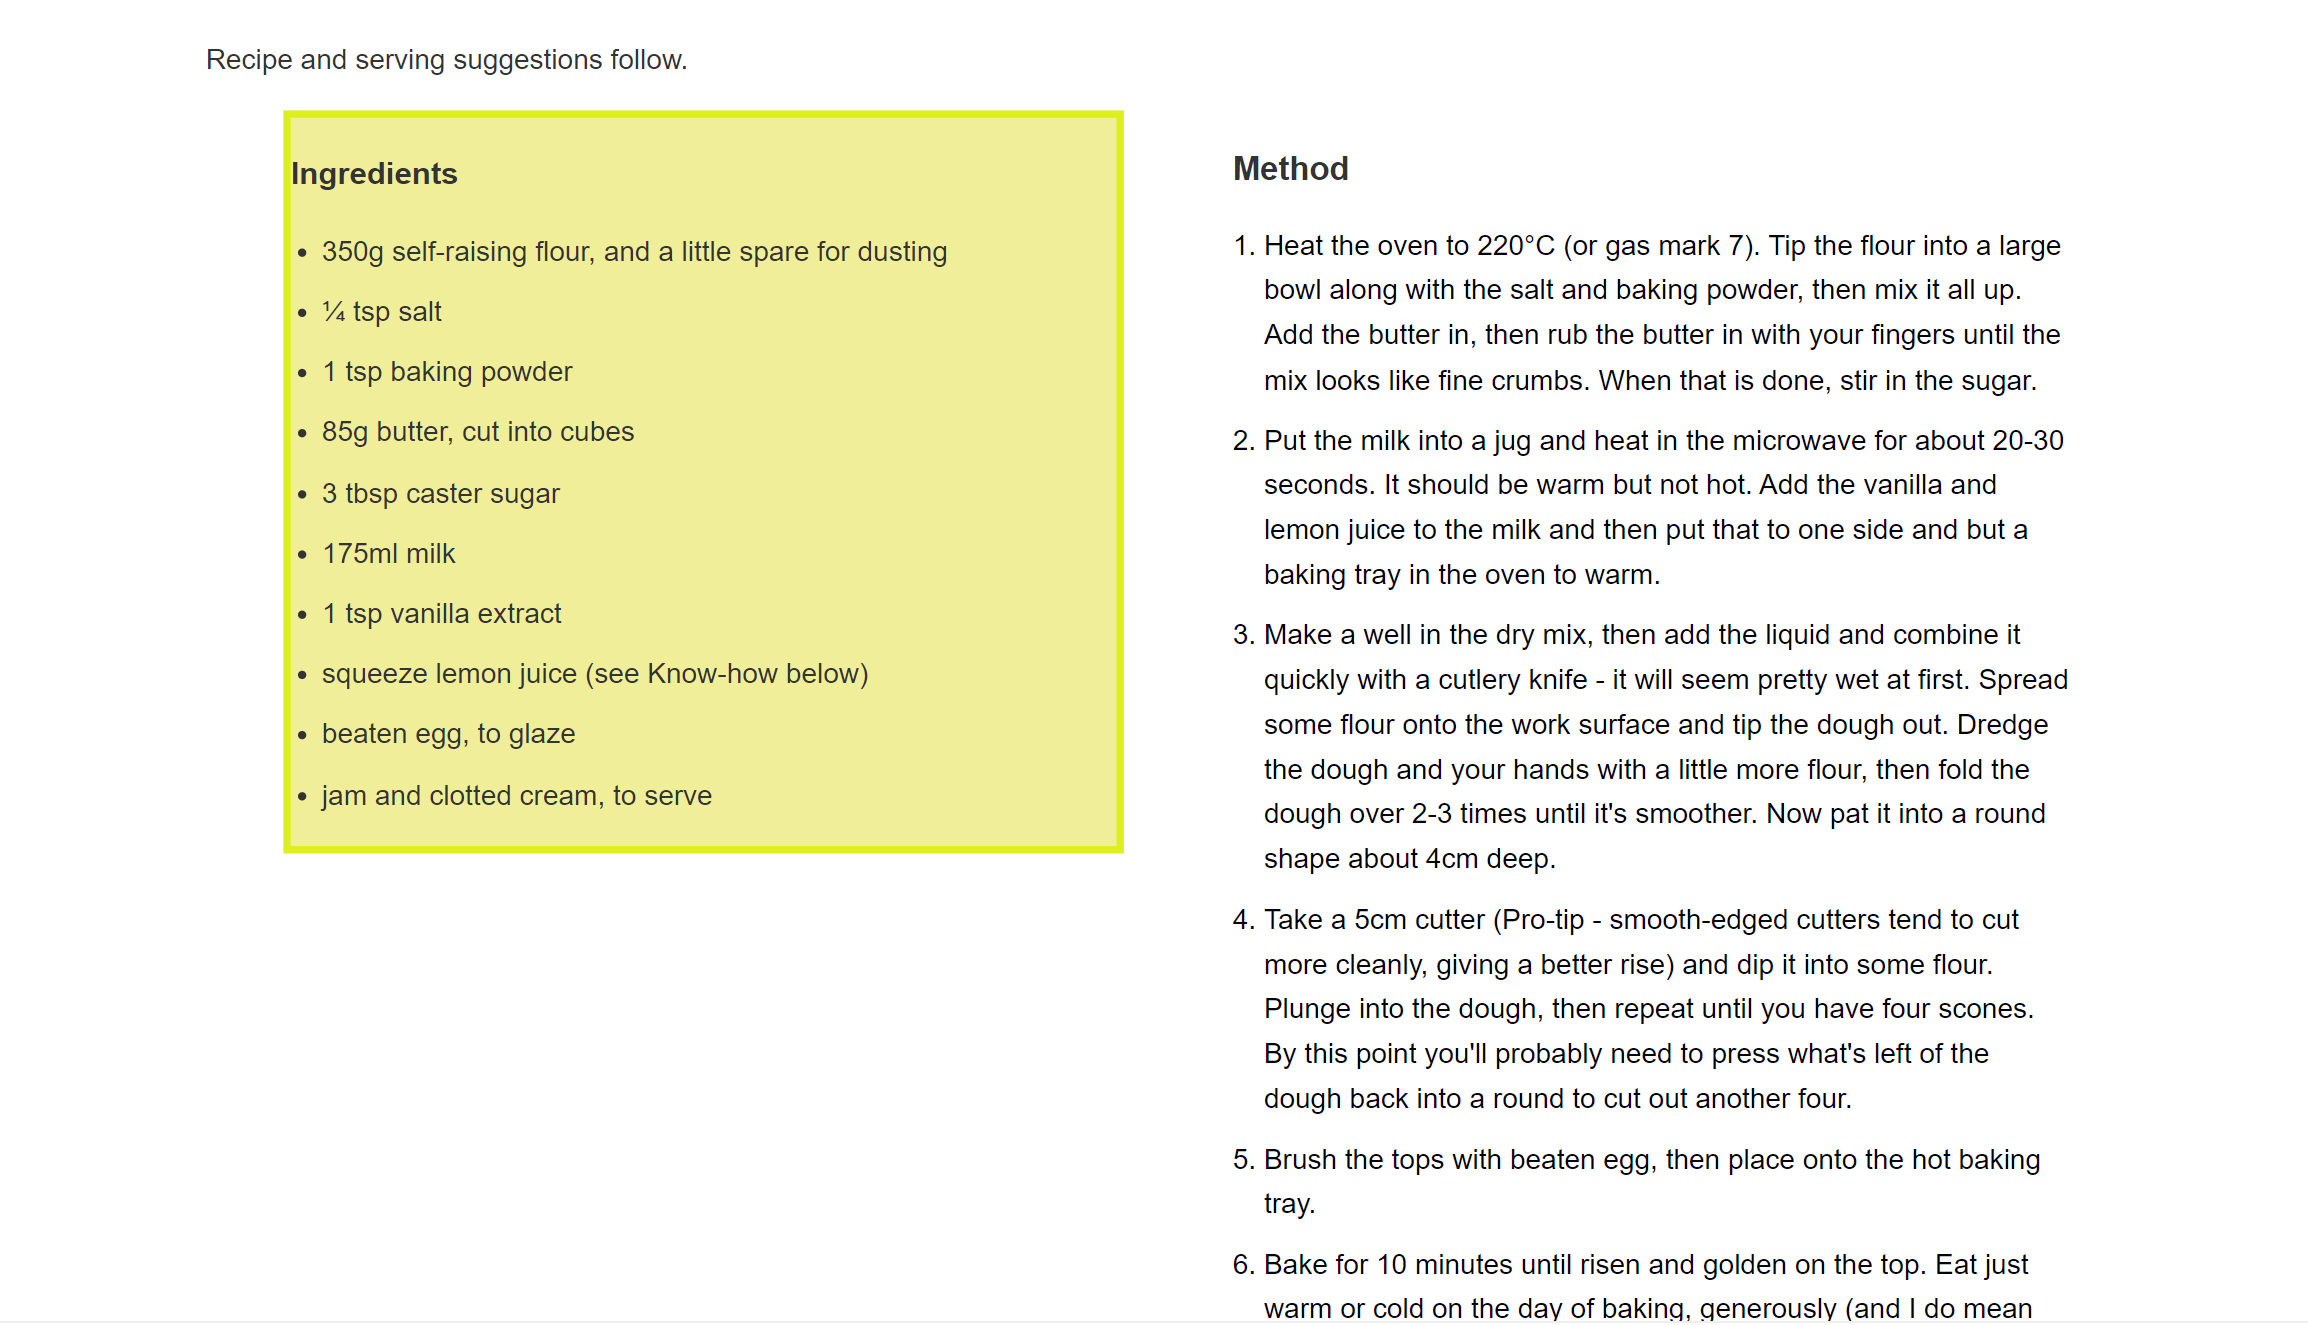 Recipe and serving suggestions follow.
Ingredients
• 350g self-raising flour, and a little spare for dusting
• ¼ tsp salt
• 1 tsp baking powder
• 85g butter, cut into cubes
• 3 tbsp caster sugar
• 175ml milk
• 1 tsp vanilla extract
• squeeze lemon juice (see Know-how below)
• beaten egg, to glaze
• jam and clotted cream, to serve
Method
1. Heat the oven to 220°C (or gas mark 7). Tip the flour into a large
bowl along with the salt and baking powder, then mix it all up.
Add the butter in, then rub the butter in with your fingers until the
mix looks like fine crumbs. When that is done, stir in the sugar.
2. Put the milk into a jug and heat in the microwave for about 20-30
seconds. It should be warm but not hot. Add the vanilla and
lemon juice to the milk and then put that to one side and but a
baking tray in the oven to warm.
3. Make a well in the dry mix, then add the liquid and combine it
quickly with a cutlery knife - it will seem pretty wet at first. Spread
some flour onto the work surface and tip the dough out. Dredge
the dough and your hands with a little more flour, then fold the
dough over 2-3 times until it's smoother. Now pat it into a round
shape about 4cm deep.
4. Take a 5cm cutter (Pro-tip - smooth-edged cutters tend to cut
more cleanly, giving a better rise) and dip it into some flour.
Plunge into the dough, then repeat until you have four scones.
By this point you'll probably need to press what's left of the
dough back into a round to cut out another four.
5. Brush the tops with beaten egg, then place onto the hot baking
tray.
6. Bake for 10 minutes until risen and golden on the top. Eat just
warm or cold on the day of baking, generously (and I do mean